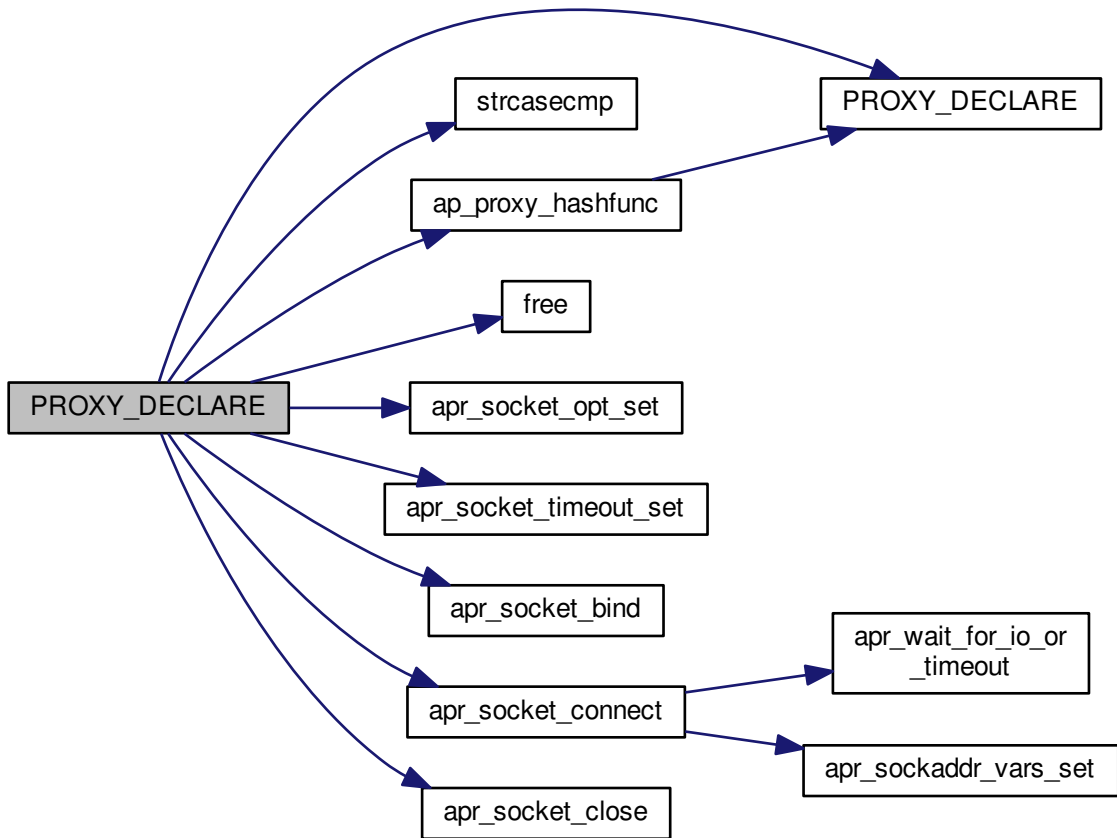 strcasecmp
PROXY_DECLARE
ap_proxy_hashfunc
free
PROXY_DECLARE
apr_socket_opt_set
apr_socket_timeout_set
apr_socket_bind
apr_wait_for_io_or
_timeout
apr_socket_connect
apr_sockaddr_vars_set
apr_socket_close